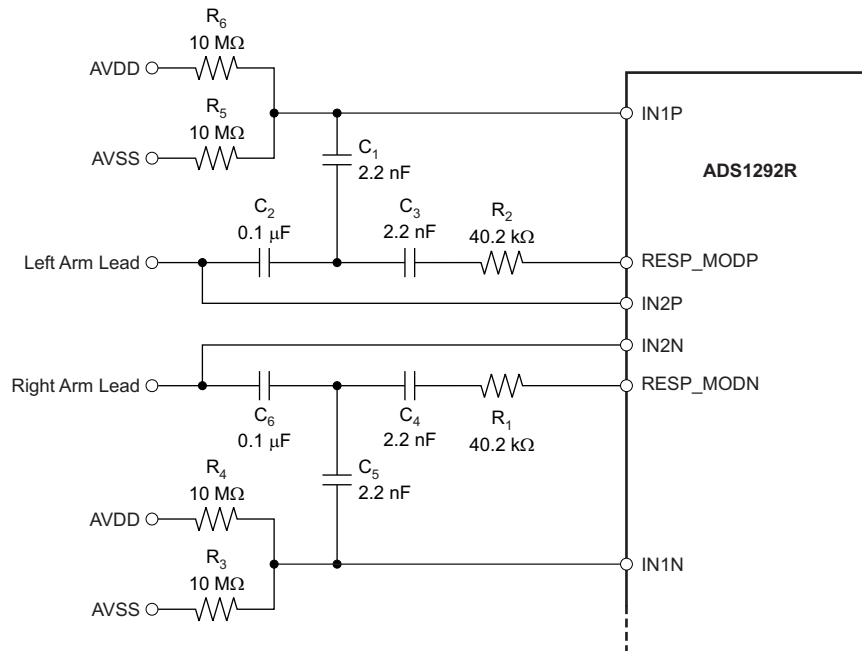 R6
10 MΩ
AVDD
R5
10 MΩ
AVSS
IN1P
C1
2.2 nF
ADS1292R
C2
0.1 μF
C3
2.2 nF
R2
40.2 kΩ
Left Arm Lead
RESP_MODP
IN2P
IN2N
Right Arm Lead
RESP_MODN
C6
0.1 μF
C4
2.2 nF
R1
40.2 kΩ
R4
10 MΩ
C5
2.2 nF
AVDD
R3
10 MΩ
IN1N
AVSS